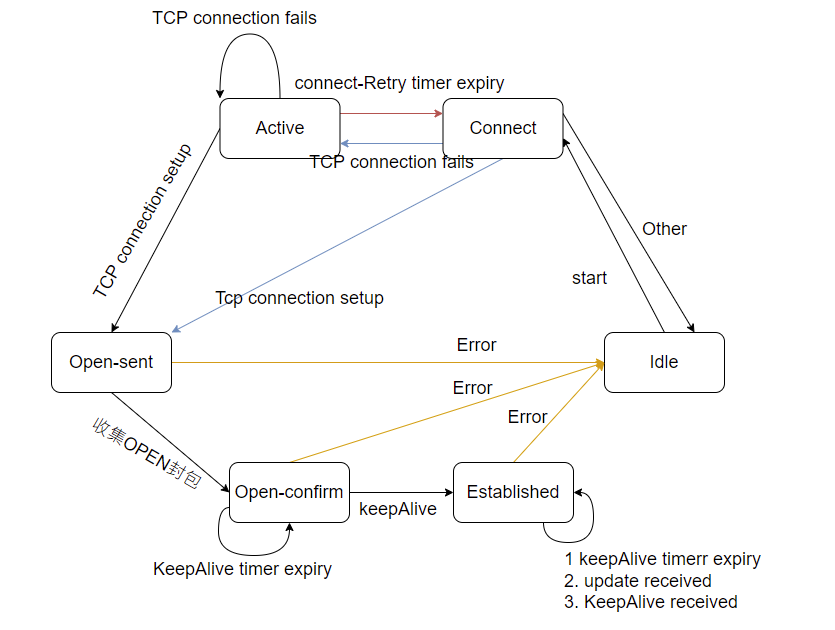 TCP connection fails
connect-Retry timer expiry
Active
Connect
TCP connection fails
TCP connection setup
Other
start
Tcp connection setup
Open-sent
Error
Idle
Error
Error
收集OPEN封包
Open-confirm
keepAlive
Established
KeepAlive timer expiry
1 keepAlive timerr expiry
2. update received
3. KeepAlive received